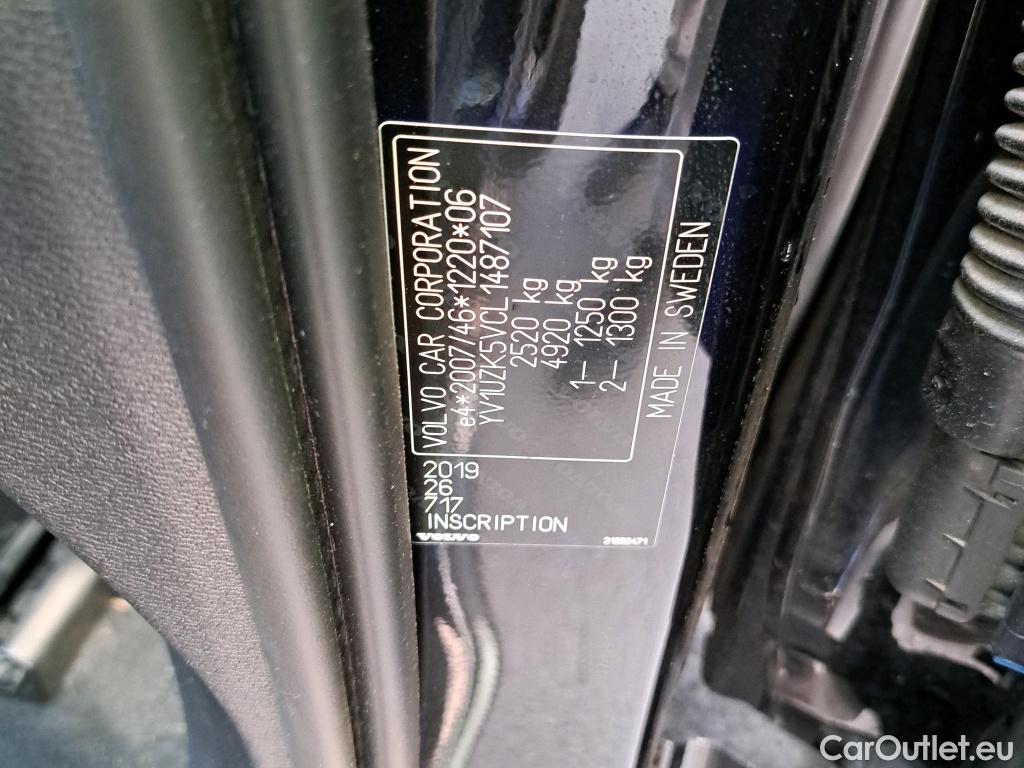 VOLVO CAR CORPORATION
e4*2007/46*1220*06
YV1UZK5VCL1487107
2520 kg
4920 kg
1– 1250 kg
2– 1300 kg
MADE IN SWEDEN
2019
26
717
INSCRIPTION
VOLVO
CarOutlet.eu